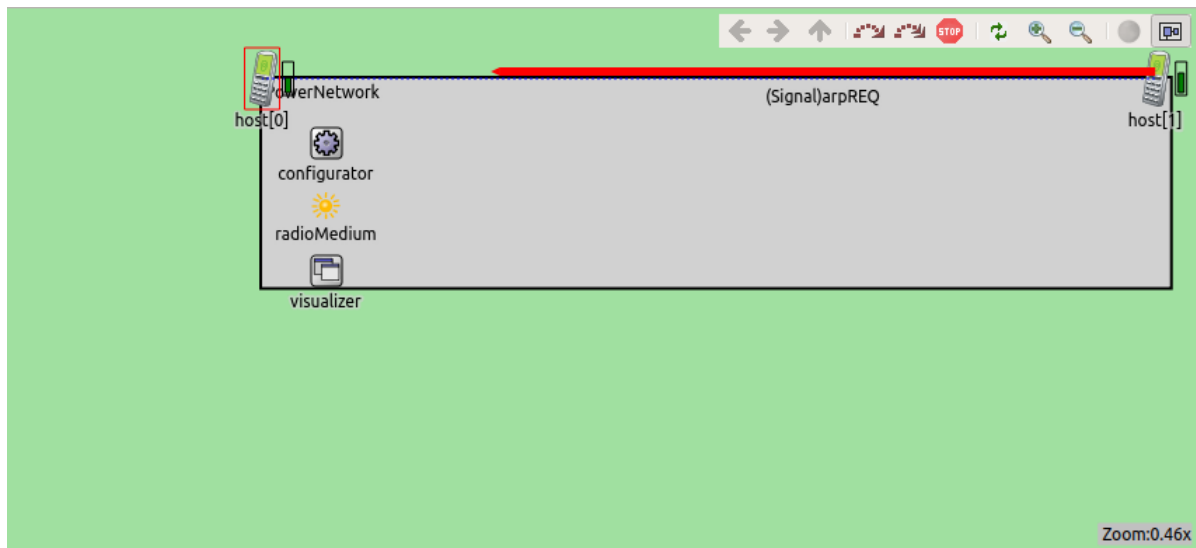 STOP
PowerNetwork
(Signal)arpREQ
host[0]
host[1]
configurator
radioMedium
visualizer
Zoom:0.46x